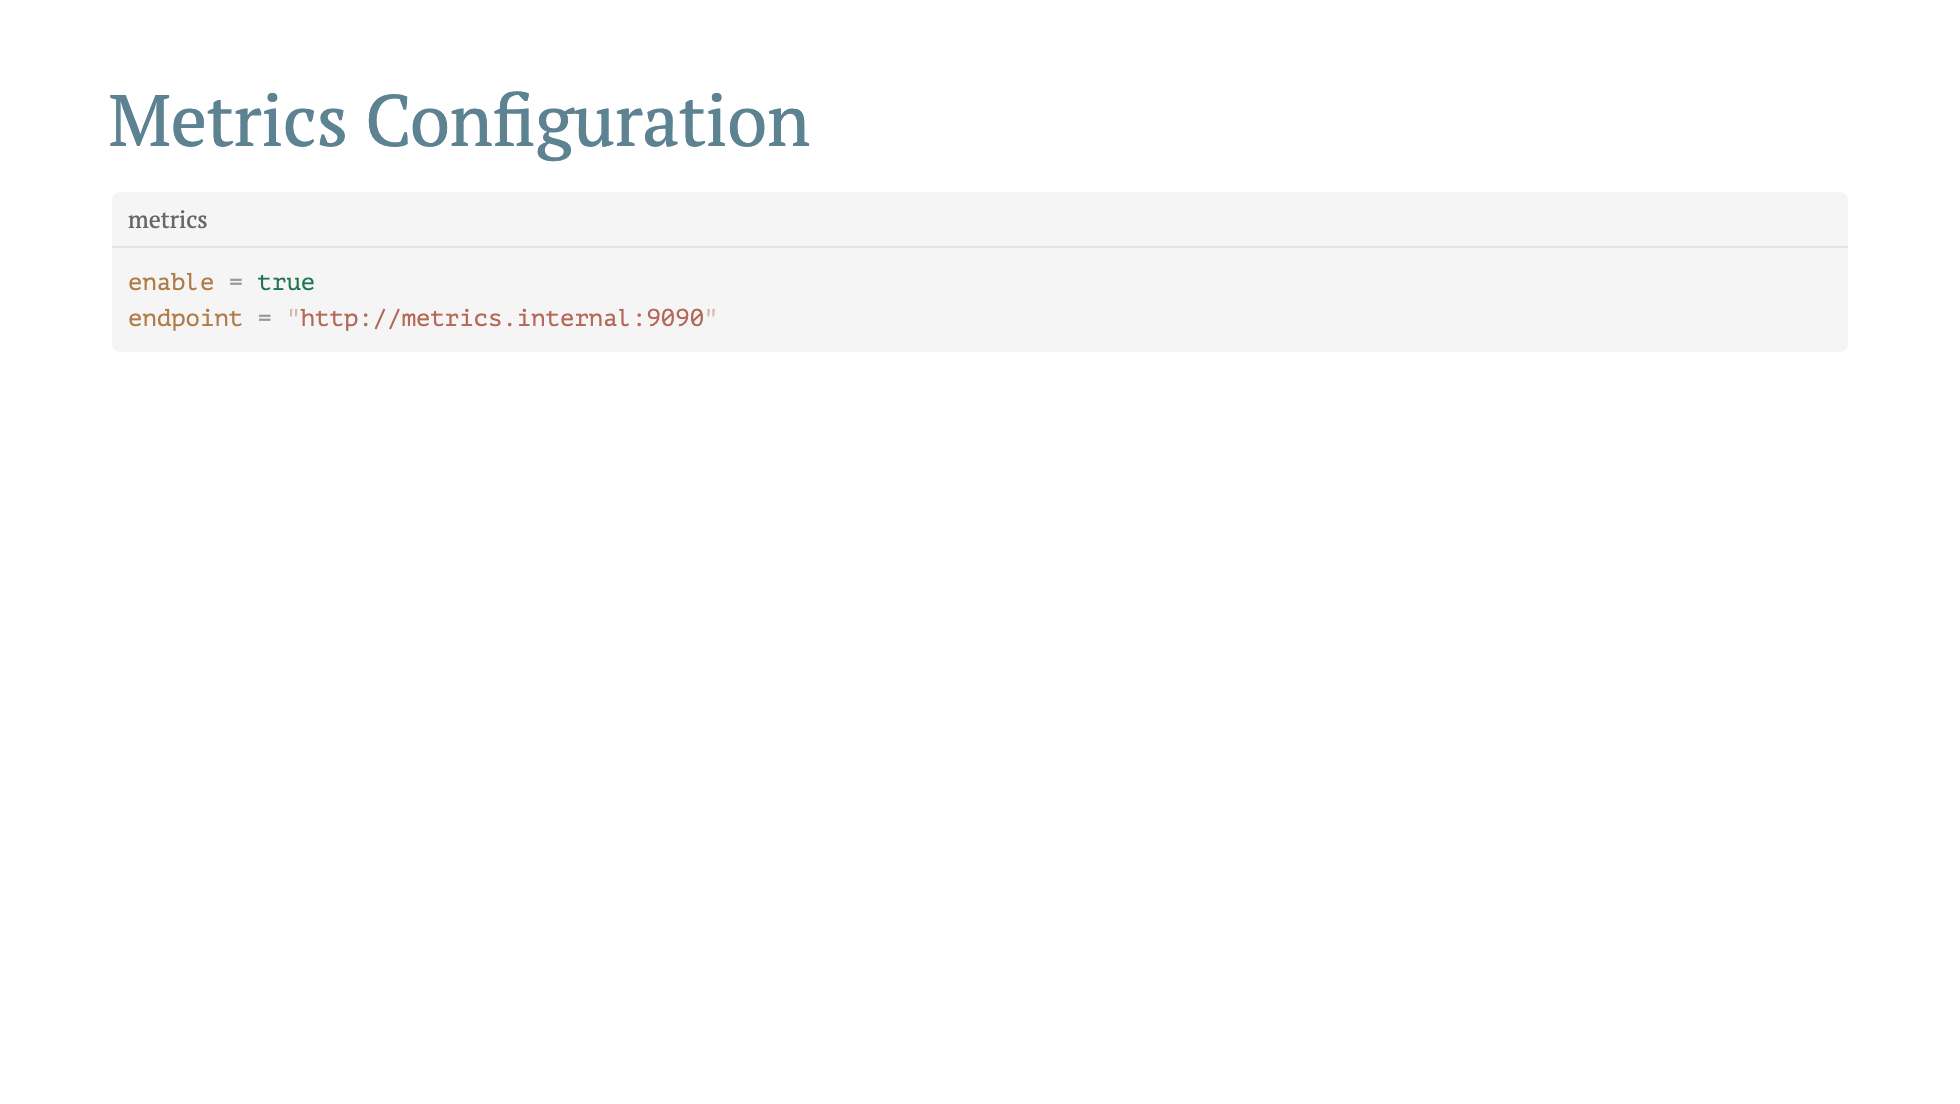 Metrics Configuration
metrics
enable = true
endpoint = "http://metrics.internal:9090"